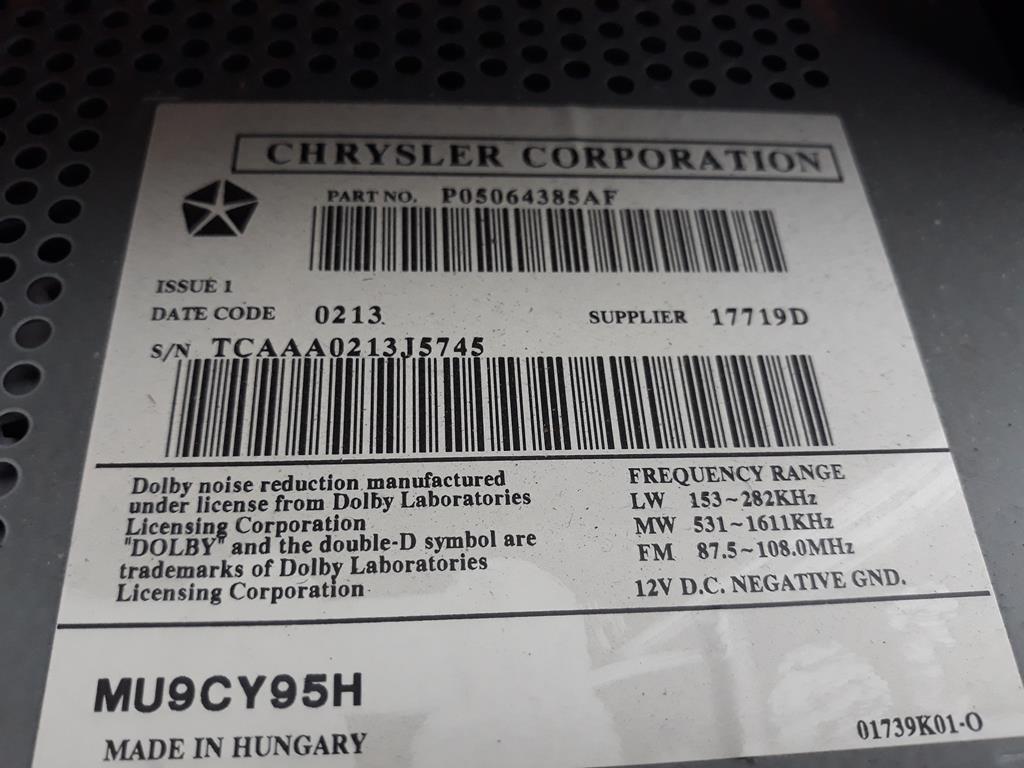 CHRYSLER CORPORATION
PART NO. P05064385AF
ISSUE 1
DATE CODE 0213
SUPPLIER 17719D
S/N TCAAA0213J5745
Dolby noise reduction manufactured
under license from Dolby Laboratories
Licensing Corporation
"DOLBY" and the double-D symbol are
trademarks of Dolby Laboratories
Licensing Corporation
FREQUENCY RANGE
LW 153~282KHz
MW 531~1611KHz
FM 87.5~108.0MHz
12V D.C. NEGATIVE GND.
MU9CY95H
MADE IN HUNGARY
01739K01-O